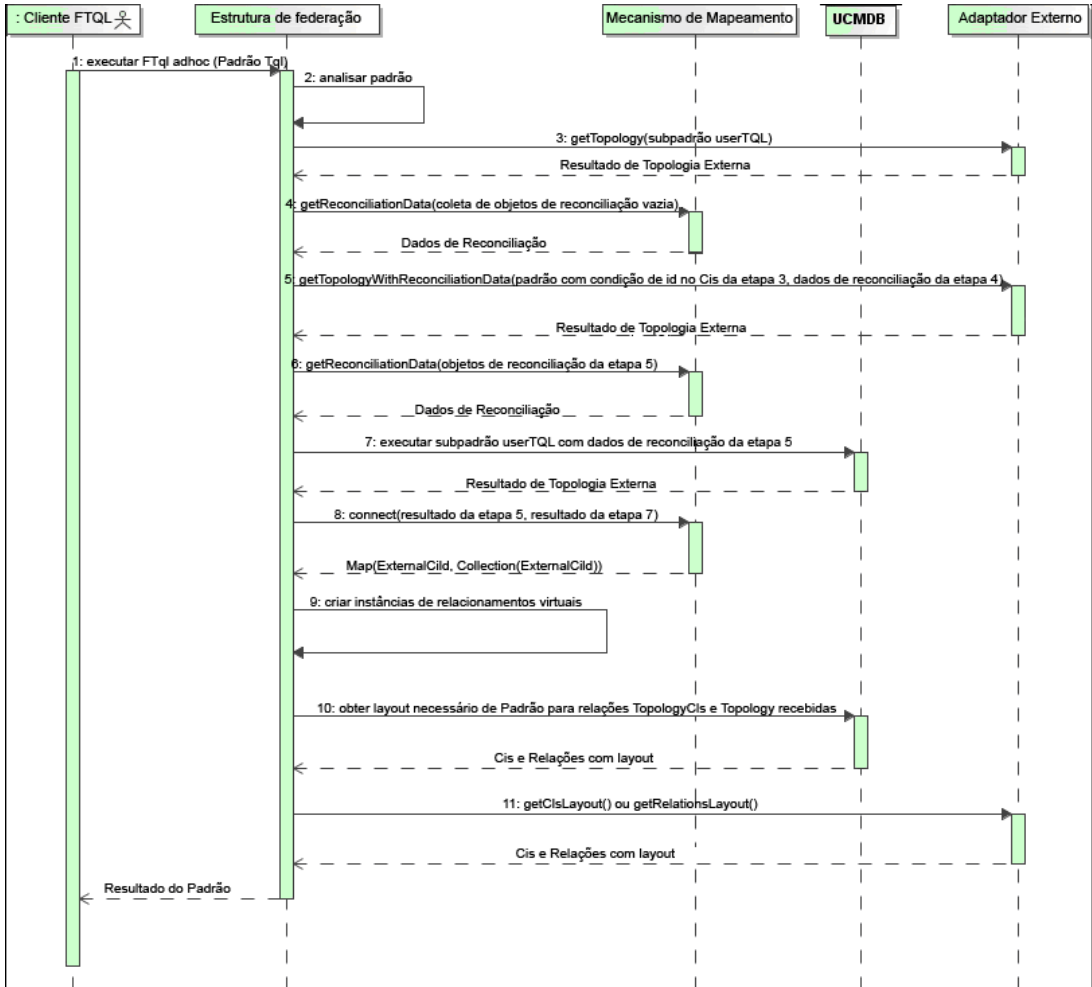 : Cliente FTQL
Estrutura de federação
Mecanismo de Mapeamento
UCMDB
Adaptador Externo
1: executar FTql adhoc (Padrão Tql)
2: analisar padrão
3: getTopology(subpadrão userTQL)
Resultado de Topologia Externa
4: getReconciliationData(coleta de objetos de reconciliação vazia)
Dados de Reconciliação
5: getTopologyWithReconciliationData(padrão com condição de id no Cis da etapa 3, dados de reconciliação da etapa 4)
Resultado de Topologia Externa
6: getReconciliationData(objetos de reconciliação da etapa 5)
Dados de Reconciliação
7: executar subpadrão userTQL com dados de reconciliação da etapa 5
Resultado de Topologia Externa
8: connect(resultado da etapa 5, resultado da etapa 7)
Map(ExternalCiId, Collection(ExternalCiId))
9: criar instâncias de relacionamentos virtuais
10: obter layout necessário de Padrão para relações TopologyCIs e Topology recebidas
Cis e Relações com layout
11: getCIsLayout() ou getRelationsLayout()
Cis e Relações com layout
Resultado do Padrão